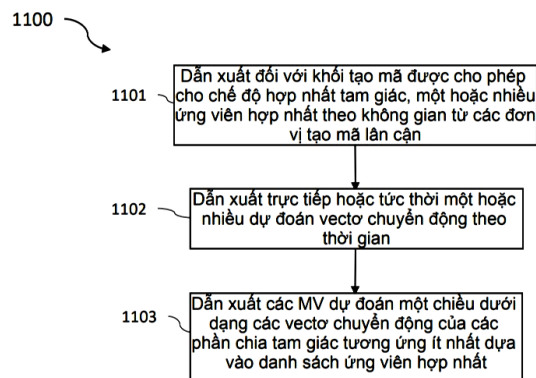 1100
1101
Dẫn xuất đối với khối tạo mã được cho phép
cho chế độ hợp nhất tam giác, một hoặc nhiều
ứng viên hợp nhất theo không gian từ các đơn
vị tạo mã lân cận
1102
Dẫn xuất trực tiếp hoặc tức thời một hoặc
nhiều dự đoán vectơ chuyển động theo
thời gian
1103
Dẫn xuất các MV dự đoán một chiều dưới
dạng các vectơ chuyển động của các
phần chia tam giác tương ứng ít nhất dựa
vào danh sách ứng viên hợp nhất